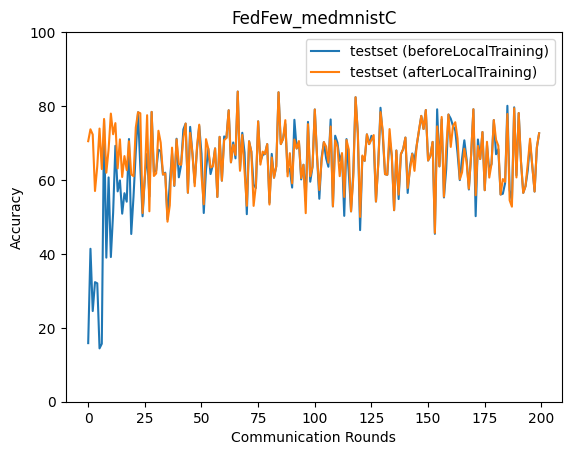 FedFew_medmnistC
testset (beforeLocalTraining)
testset (afterLocalTraining)
100
80
60
40
20
0
Accuracy
0 25 50 75 100 125 150 175 200
Communication Rounds